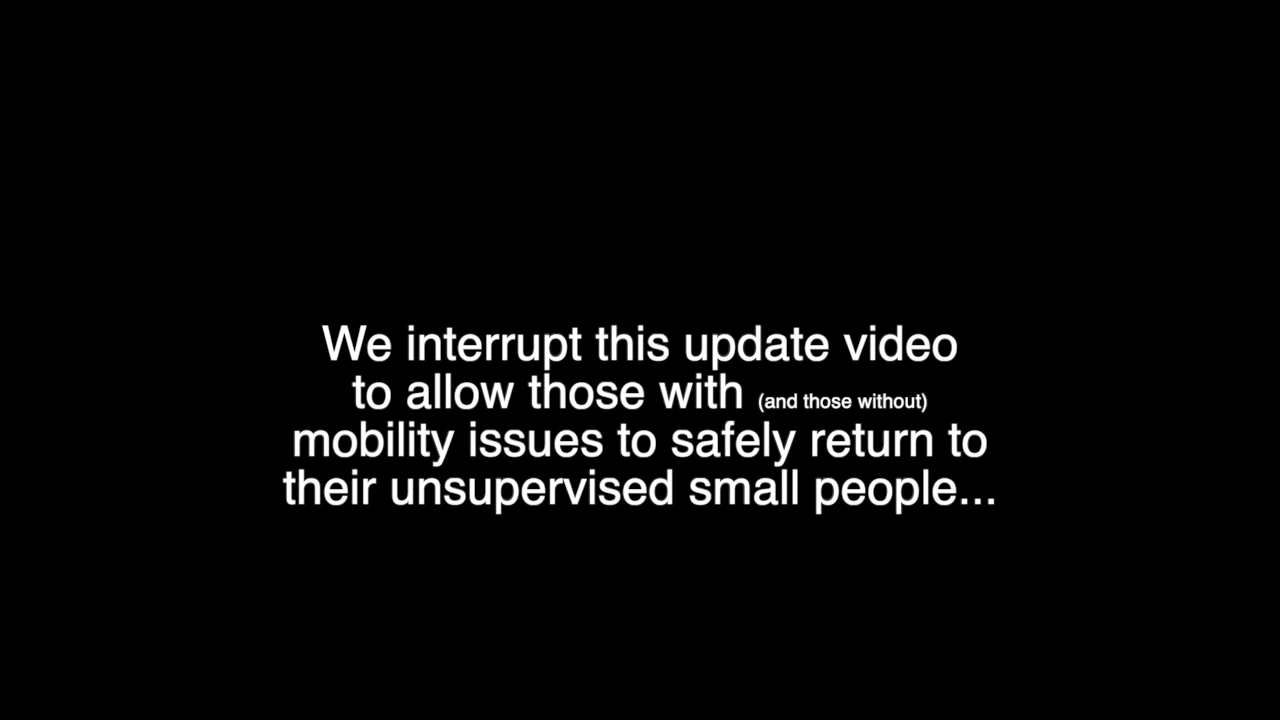 We interrupt this update video
to allow those with (and those without)
mobility issues to safely return to
their unsupervised small people...